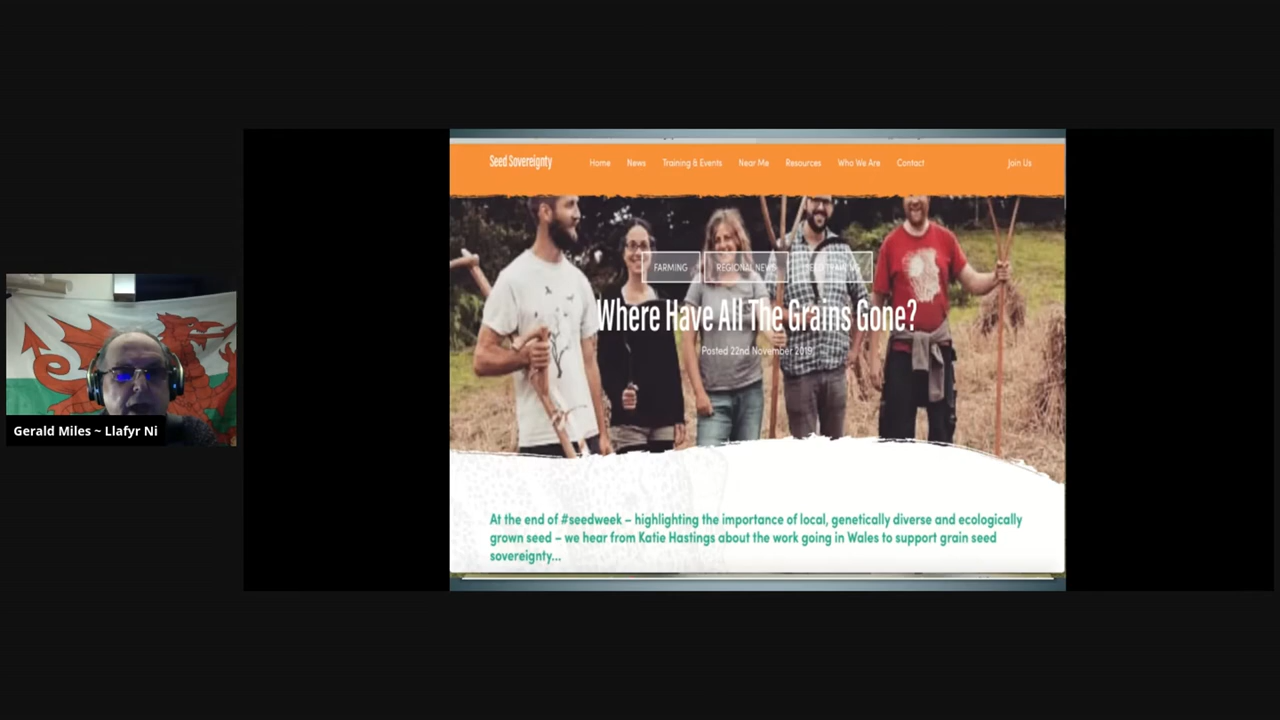 Seed Sovereignty
Home News Training & Events Near Me Resources Who We Are Contact Join Us
FARMING REGIONAL NEWS
Where Have All The Grains Gone?
Posted 22nd November 2019
At the end of #seedweek – highlighting the importance of local, genetically diverse and ecologically
grown seed – we hear from Katie Hastings about the work going in Wales to support grain seed
sovereignty...
Gerald Miles ~ Llafyr Ni